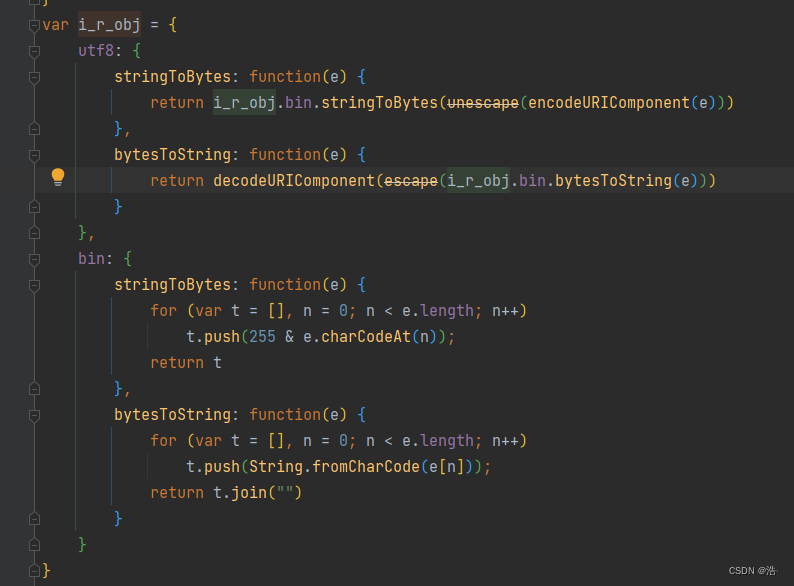 }
var i_r_obj = {
    utf8: {
        stringToBytes: function(e) {
            return i_r_obj.bin.stringToBytes(unescape(encodeURIComponent(e)))
        },
        bytesToString: function(e) {
            return decodeURIComponent(escape(i_r_obj.bin.bytesToString(e)))
        }
    },
    bin: {
        stringToBytes: function(e) {
            for (var t = [], n = 0; n < e.length; n++)
                t.push(255 & e.charCodeAt(n));
            return t
        },
        bytesToString: function(e) {
            for (var t = [], n = 0; n < e.length; n++)
                t.push(String.fromCharCode(e[n]));
            return t.join("")
        }
    }
}
CSDN @浩·